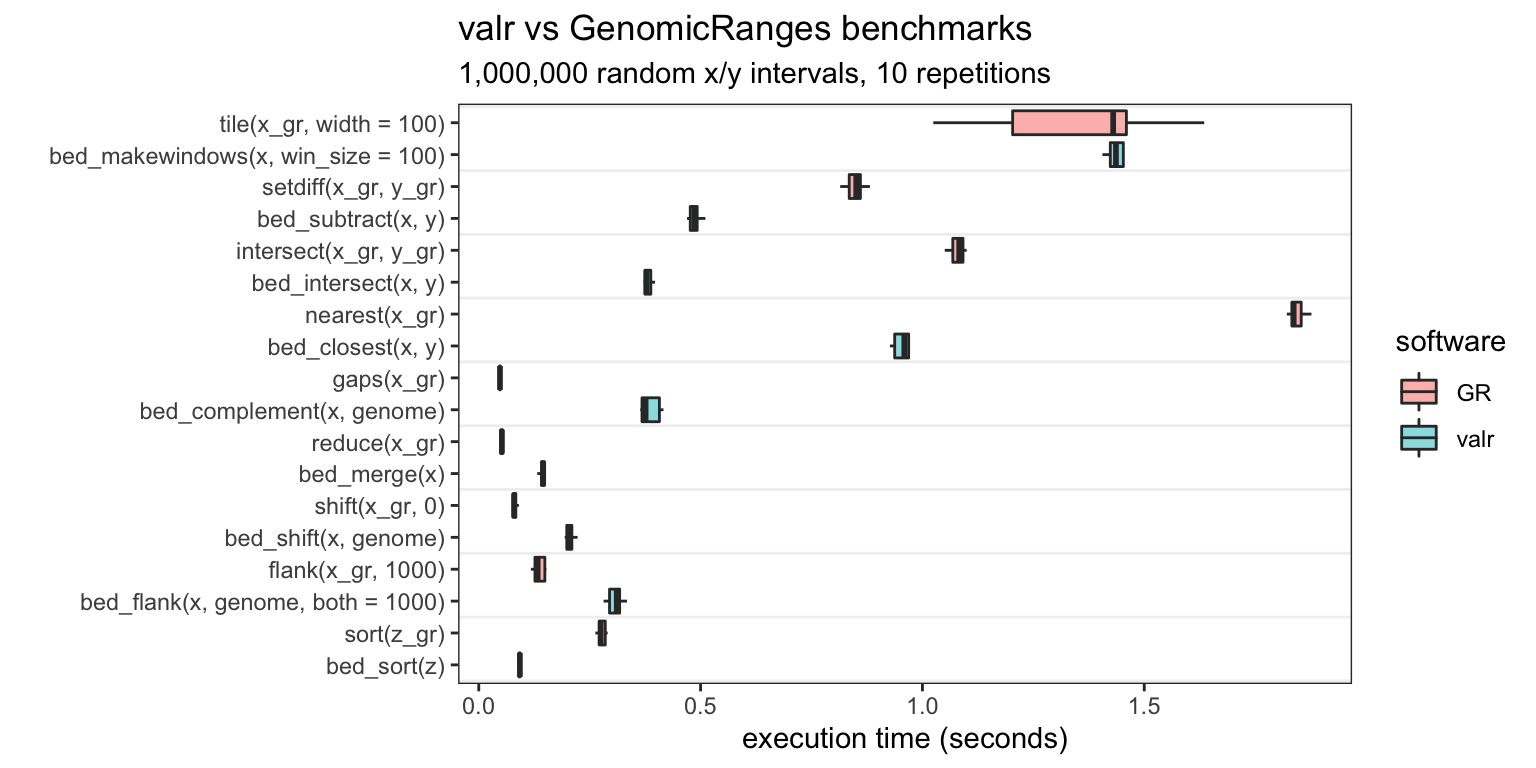 valr vs GenomicRanges benchmarks
1,000,000 random x/y intervals, 10 repetitions
tile(x_gr, width = 100)
bed_makewindows(x, win_size = 100)
setdiff(x_gr, y_gr)
bed_subtract(x, y)
intersect(x_gr, y_gr)
bed_intersect(x, y)
nearest(x_gr)
bed_closest(x, y)
gaps(x_gr)
bed_complement(x, genome)
reduce(x_gr)
bed_merge(x)
shift(x_gr, 0)
bed_shift(x, genome)
flank(x_gr, 1000)
bed_flank(x, genome, both = 1000)
sort(z_gr)
bed_sort(z)
0.0 0.5 1.0 1.5
execution time (seconds)
software
GR
valr